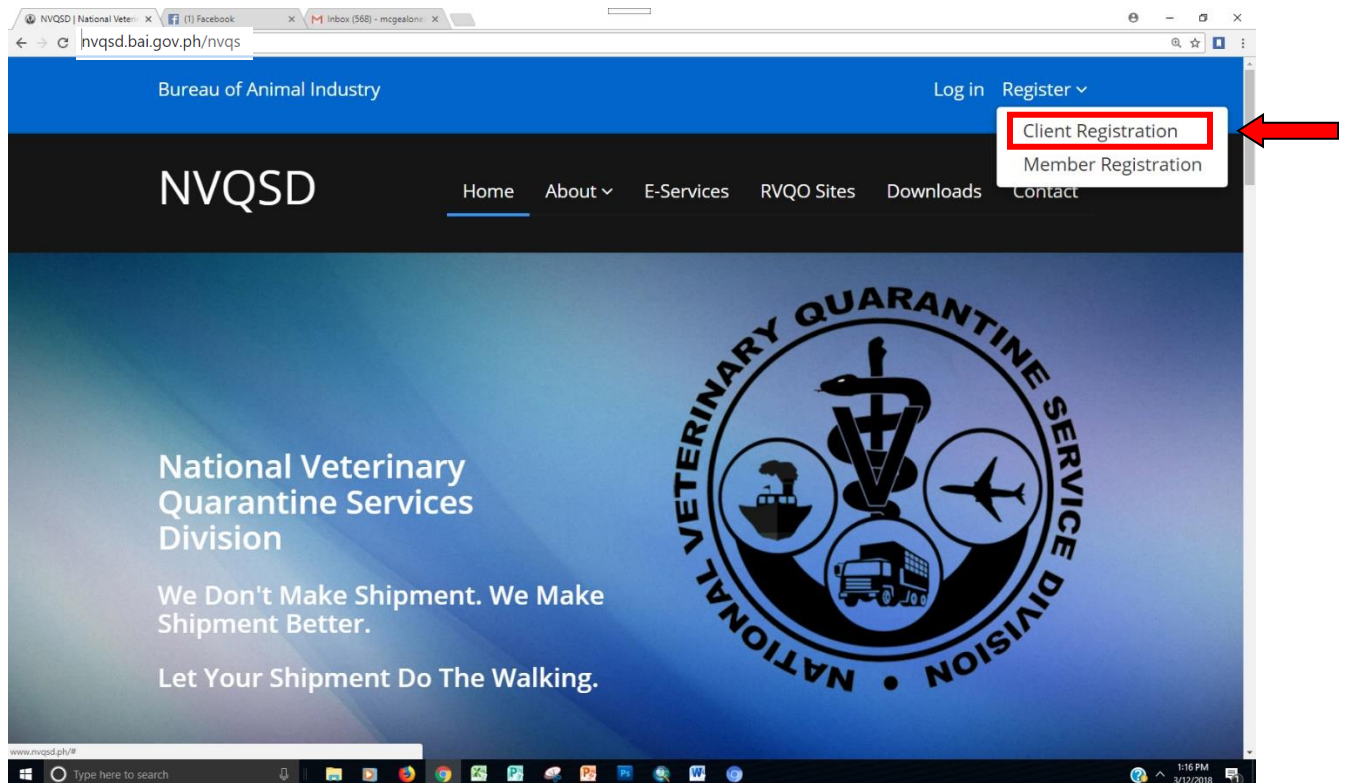 NVQSD | National Veteri
(1) Facebook
Inbox (568) - mcgealone
nvqsd.bai.gov.ph/nvqs
Bureau of Animal Industry
Log in Register
Client Registration
Member Registration
NVQSD
Home About E-Services RVQO Sites Downloads Contact
National Veterinary
Quarantine Services
Division
We Don't Make Shipment. We Make
Shipment Better.
Let Your Shipment Do The Walking.
NATIONAL VETERINARY QUARANTINE SERVICE DIVISION •
V
www.nvqsd.ph/#
Type here to search
1:16 PM
3/12/2018